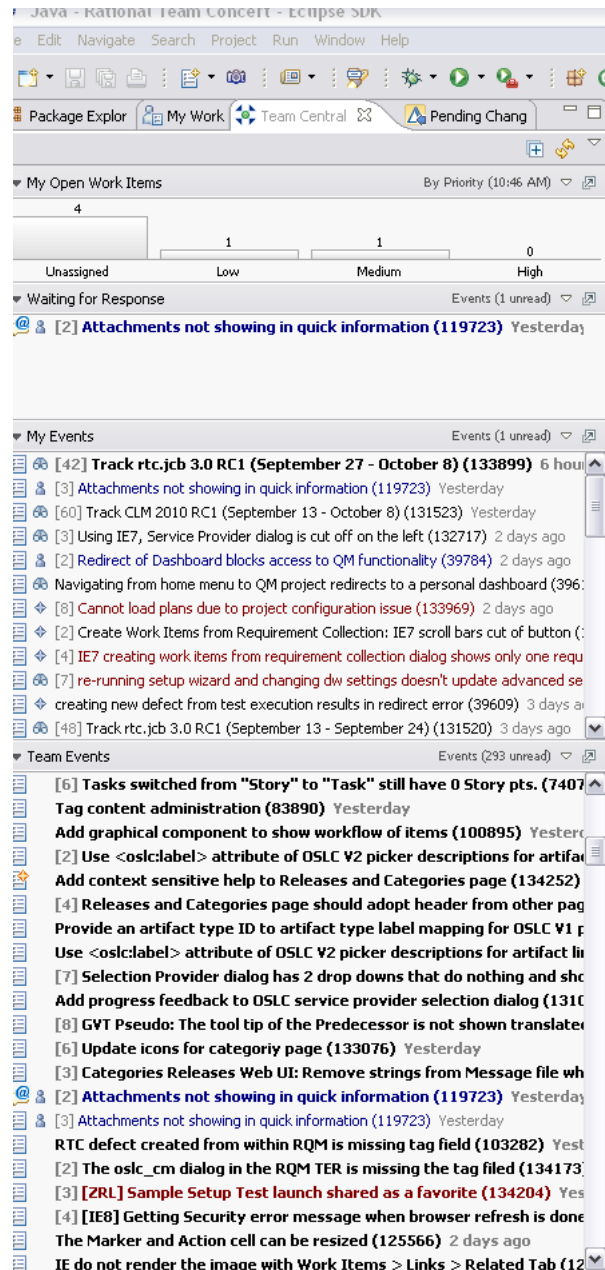 Java - Rational Team Concert - Eclipse SDK
e Edit Navigate Search Project Run Window Help
Package Explor My Work Team Central Pending Chang
My Open Work Items By Priority (10:46 AM)
4
1 1 0
Unassigned Low Medium High
Waiting for Response Events (1 unread)
[2] Attachments not showing in quick information (119723) Yesterday
My Events Events (1 unread)
[42] Track rtc.jcb 3.0 RC1 (September 27 - October 8) (133899) 6 hou
[3] Attachments not showing in quick information (119723) Yesterday
[60] Track CLM 2010 RC1 (September 13 - October 8) (131523) Yesterday
[3] Using IE7, Service Provider dialog is cut off on the left (132717) 2 days ago
[2] Redirect of Dashboard blocks access to QM functionality (39784) 2 days ago
Navigating from home menu to QM project redirects to a personal dashboard (396
[8] Cannot load plans due to project configuration issue (133969) 2 days ago
[2] Create Work Items from Requirement Collection: IE7 scroll bars cut of button (
[4] IE7 creating work items from requirement collection dialog shows only one requ
[7] re-running setup wizard and changing dw settings doesn't update advanced se
creating new defect from test execution results in redirect error (39609) 3 days a
[48] Track rtc.jcb 3.0 RC1 (September 13 - September 24) (131520) 3 days ago
Team Events Events (293 unread)
[6] Tasks switched from "Story" to "Task" still have 0 Story pts. (7407
Tag content administration (83890) Yesterday
Add graphical component to show workflow of items (100895) Yester
[2] Use <oslc:label> attribute of OSLC V2 picker descriptions for artifa
Add context sensitive help to Releases and Categories page (134252)
[4] Releases and Categories page should adopt header from other pag
Provide an artifact type ID to artifact type label mapping for OSLC V1 p
Use <oslc:label> attribute of OSLC V2 picker descriptions for artifact li
[7] Selection Provider dialog has 2 drop downs that do nothing and sho
Add progress feedback to OSLC service provider selection dialog (1310
[8] GVT Pseudo: The tool tip of the Predecessor is not shown translate
[6] Update icons for categoriy page (133076) Yesterday
[3] Categories Releases Web UI: Remove strings from Message file wh
[2] Attachments not showing in quick information (119723) Yesterday
[3] Attachments not showing in quick information (119723) Yesterday
RTC defect created from within RQM is missing tag field (103282) Yest
[2] The oslc_cm dialog in the RQM TER is missing the tag filed (134173)
[3] [ZRL] Sample Setup Test launch shared as a favorite (134204) Yes
[4] [IE8] Getting Security error message when browser refresh is done
The Marker and Action cell can be resized (125566) 2 days ago
IE do not render the image with Work Items > Links > Related Tab (12